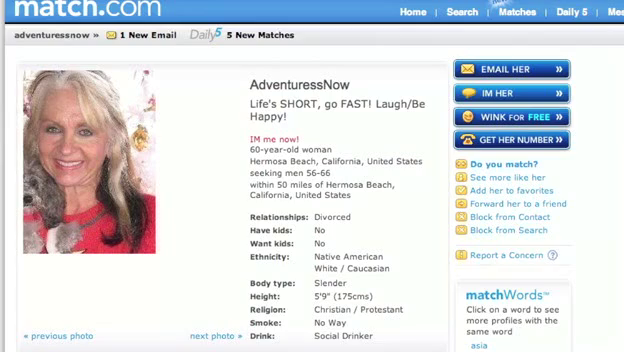 match.com
Home | Search | Matches | Daily 5 |
adventuressnow » 1 New Email Daily5 5 New Matches
AdventuressNow
Life's SHORT, go FAST! Laugh/Be
Happy!
IM me now!
60-year-old woman
Hermosa Beach, California, United States
seeking men 56-66
within 50 miles of Hermosa Beach,
California, United States
Relationships: Divorced
Have kids: No
Want kids: No
Ethnicity: Native American
White / Caucasian
Body type: Slender
Height: 5'9" (175cms)
Religion: Christian / Protestant
Smoke: No Way
Drink: Social Drinker
« previous photo next photo »
EMAIL HER »
IM HER »
WINK FOR FREE »
GET HER NUMBER »
Do you match?
See more like her
Add her to favorites
Forward her to a friend
Block from Contact
Block from Search
Report a Concern ?
matchWords™
Click on a word to see
more profiles with the
same word
asia